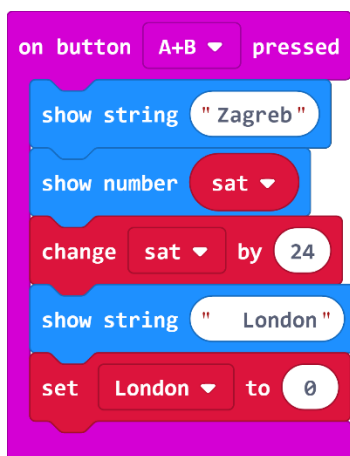 on button A+B pressed
show string "Zagreb"
show number sat
change sat by 24
show string " London"
set London to 0